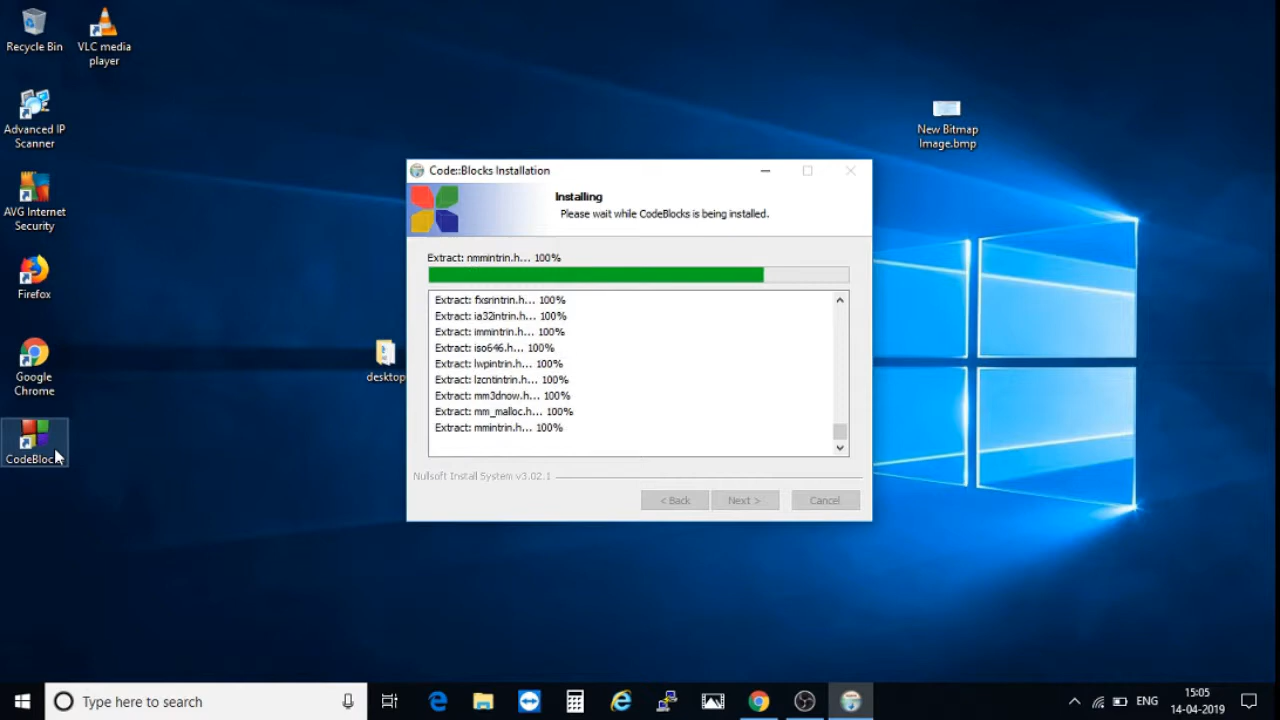 Recycle Bin
VLC media
player
Advanced IP
Scanner
AVG Internet
Security
Firefox
Google
Chrome
CodeBlock
desktop
New Bitmap
Image.bmp
Code::Blocks Installation
Installing
Please wait while CodeBlocks is being installed.
Extract: nmmintrin.h... 100%
Extract: fxsrintrin.h... 100%
Extract: ia32intrin.h... 100%
Extract: immintrin.h... 100%
Extract: iso646.h... 100%
Extract: lwpintrin.h... 100%
Extract: lzcntintrin.h... 100%
Extract: mm3dnow.h... 100%
Extract: mm_malloc.h... 100%
Extract: mmintrin.h... 100%
Nullsoft Install System v3.02.1
< Back
Next >
Cancel
Type here to search
ENG
15:05
14-04-2019